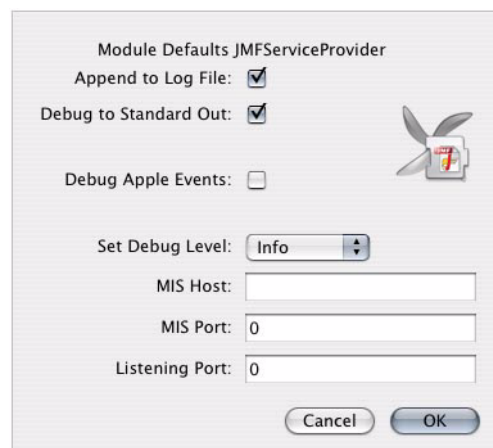 Module Defaults JMFServiceProvider
Append to Log File:
Debug to Standard Out:
Debug Apple Events:
Set Debug Level: Info
MIS Host:
MIS Port: 0
Listening Port: 0
Cancel OK